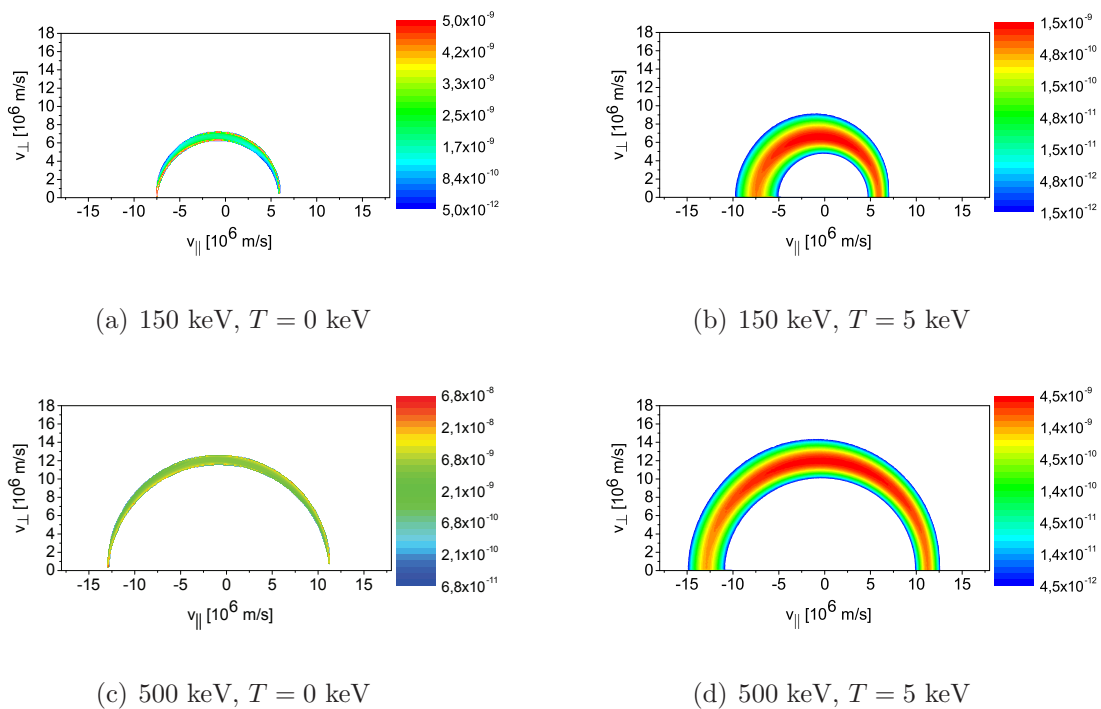 18
16
14
12
10
8
6
4
2
0
v⊥ [10⁶ m/s]
-15 -10 -5 0 5 10 15
v|| [10⁶ m/s]
5,0x10⁻⁹
4,2x10⁻⁹
3,3x10⁻⁹
2,5x10⁻⁹
1,7x10⁻⁹
8,4x10⁻¹⁰
5,0x10⁻¹²
18
16
14
12
10
8
6
4
2
0
v⊥ [10⁶ m/s]
-15 -10 -5 0 5 10 15
v|| [10⁶ m/s]
1,5x10⁻⁹
4,8x10⁻¹⁰
1,5x10⁻¹⁰
4,8x10⁻¹¹
1,5x10⁻¹¹
4,8x10⁻¹²
1,5x10⁻¹²
(a) 150 keV, T = 0 keV
(b) 150 keV, T = 5 keV
18
16
14
12
10
8
6
4
2
0
v⊥ [10⁶ m/s]
-15 -10 -5 0 5 10 15
v|| [10⁶ m/s]
6,8x10⁻⁸
2,1x10⁻⁸
6,8x10⁻⁹
2,1x10⁻⁹
6,8x10⁻¹⁰
2,1x10⁻¹⁰
6,8x10⁻¹¹
18
16
14
12
10
8
6
4
2
0
v⊥ [10⁶ m/s]
-15 -10 -5 0 5 10 15
v|| [10⁶ m/s]
4,5x10⁻⁹
1,4x10⁻⁹
4,5x10⁻¹⁰
1,4x10⁻¹⁰
4,5x10⁻¹¹
1,4x10⁻¹¹
4,5x10⁻¹²
(c) 500 keV, T = 0 keV
(d) 500 keV, T = 5 keV